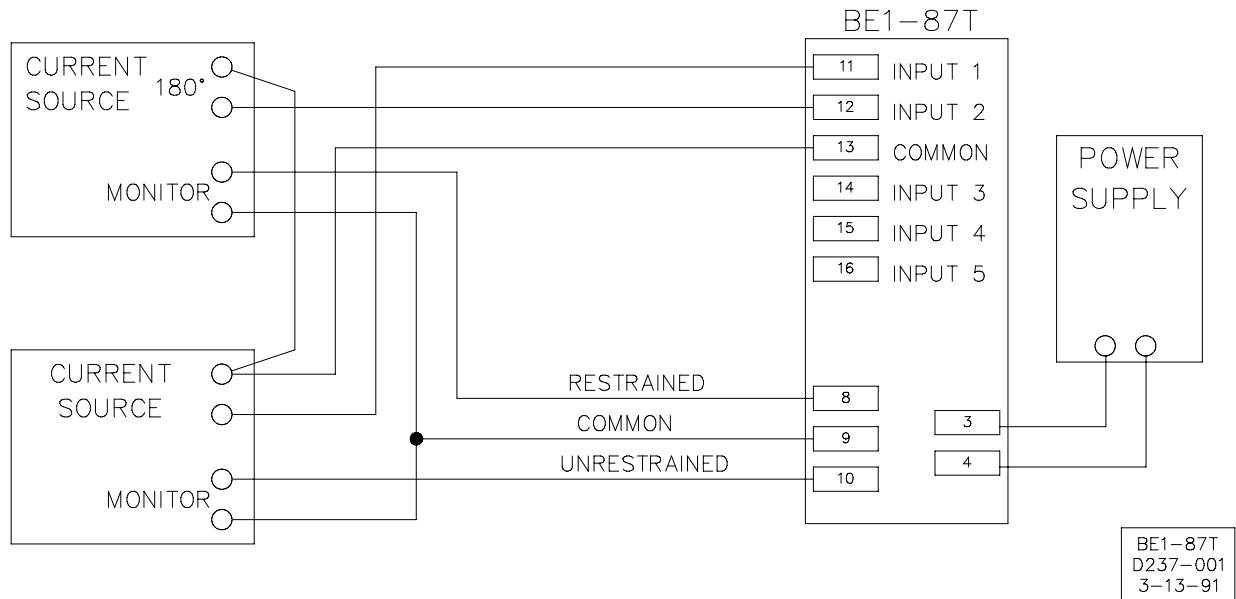 BE1-87T
CURRENT
SOURCE
180°
MONITOR
CURRENT
SOURCE
MONITOR
11 INPUT 1
12 INPUT 2
13 COMMON
14 INPUT 3
15 INPUT 4
16 INPUT 5
RESTRAINED
8
COMMON
9
UNRESTRAINED
10
3
4
POWER
SUPPLY
BE1-87T
D237-001
3-13-91